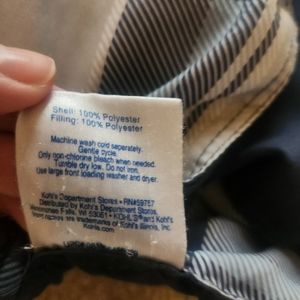 Shell: 100% Polyester
Filling: 100% Polyester
Machine wash cold separately.
Gentle cycle.
Only non-chlorine bleach when needed.
Tumble dry low. Do not iron.
Use large front loading washer and dryer.
Kohl's Department Stores • RN#59757
Distributed by Kohl's Department Stores,
Menomonee Falls, WI 53051 • KOHL'S and Kohl's
are trademarks of Kohl's Illinois, Inc.